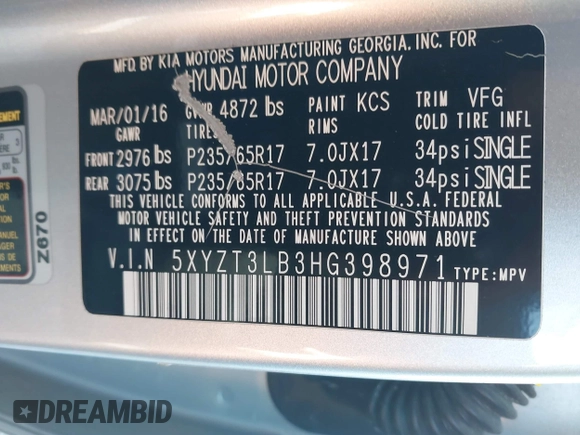 MFD. BY KIA MOTORS MANUFACTURING GEORGIA, INC. FOR
HYUNDAI MOTOR COMPANY
MAR/01/16 GVWR 4872 lbs PAINT KCS TRIM VFG
GAWR TIRES RIMS COLD TIRE INFL
FRONT 2976 lbs P235/65R17 7.0JX17 34psi SINGLE
REAR 3075 lbs P235/65R17 7.0JX17 34psi SINGLE
THIS VEHICLE CONFORMS TO ALL APPLICABLE U.S.A. FEDERAL
MOTOR VEHICLE SAFETY AND THEFT PREVENTION STANDARDS
IN EFFECT ON THE DATE OF MANUFACTURE SHOWN ABOVE
V.I.N 5XYZT3LB3HG398971 TYPE:MPV
Z670
DREAMBID